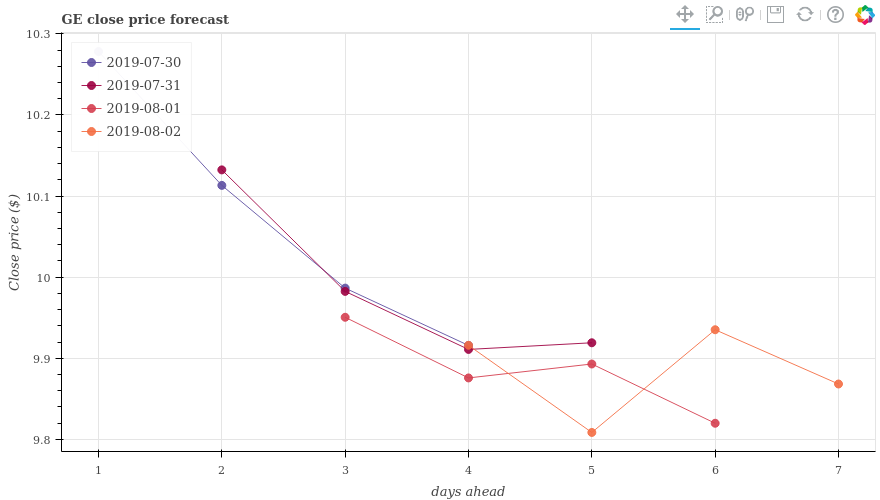 GE close price forecast
10.3
10.2
10.1
10
9.9
9.8
Close price ($)
2019-07-30
2019-07-31
2019-08-01
2019-08-02
1 2 3 4 5 6 7
days ahead